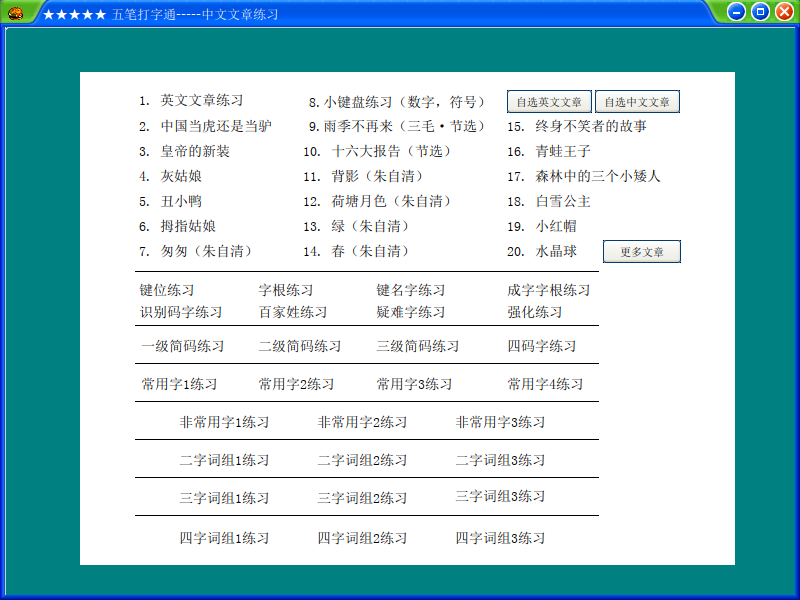 ★★★★★ 五笔打字通-----中文文章练习
1. 英文文章练习 8.小键盘练习（数字，符号） 自选英文文章 自选中文文章
2. 中国当虎还是当驴 9.雨季不再来（三毛·节选） 15. 终身不笑者的故事
3. 皇帝的新装 10. 十六大报告（节选） 16. 青蛙王子
4. 灰姑娘 11. 背影（朱自清） 17. 森林中的三个小矮人
5. 丑小鸭 12. 荷塘月色（朱自清） 18. 白雪公主
6. 拇指姑娘 13. 绿（朱自清） 19. 小红帽
7. 匆匆（朱自清） 14. 春（朱自清） 20. 水晶球 更多文章
键位练习 字根练习 键名字练习 成字字根练习
识别码字练习 百家姓练习 疑难字练习 强化练习
一级简码练习 二级简码练习 三级简码练习 四码字练习
常用字1练习 常用字2练习 常用字3练习 常用字4练习
非常用字1练习 非常用字2练习 非常用字3练习
二字词组1练习 二字词组2练习 二字词组3练习
三字词组1练习 三字词组2练习 三字词组3练习
四字词组1练习 四字词组2练习 四字词组3练习